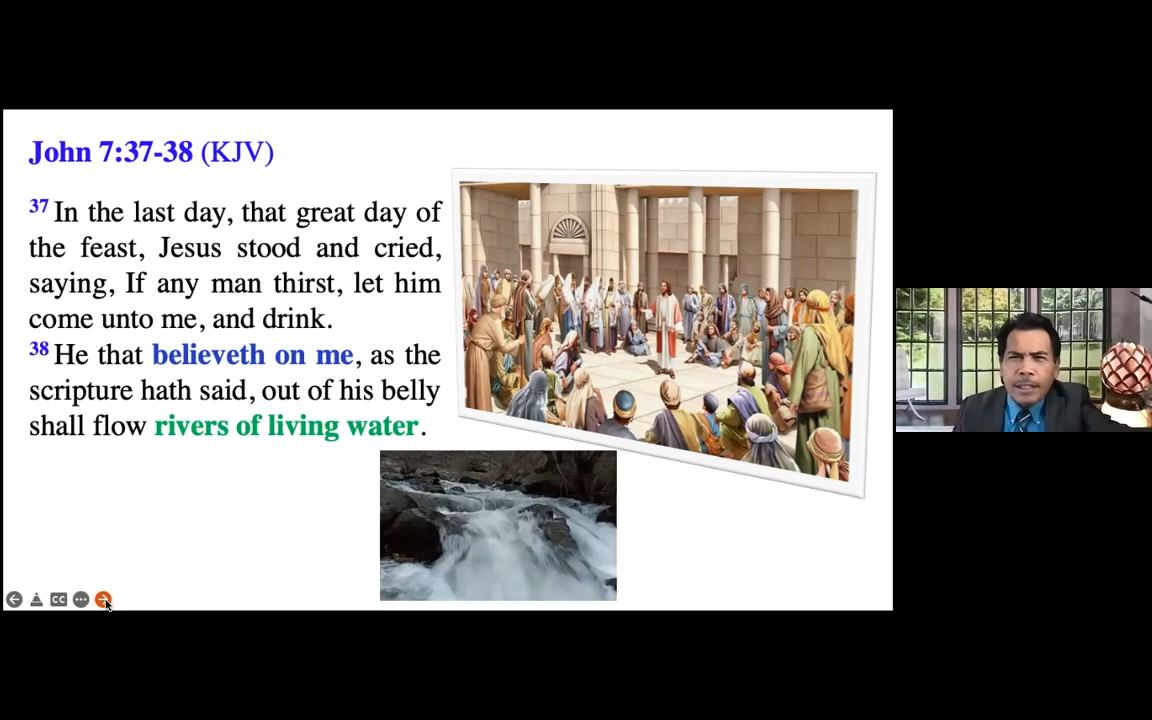 John 7:37-38 (KJV)
37 In the last day, that great day of
the feast, Jesus stood and cried,
saying, If any man thirst, let him
come unto me, and drink.
38 He that believeth on me, as the
scripture hath said, out of his belly
shall flow rivers of living water.
CC